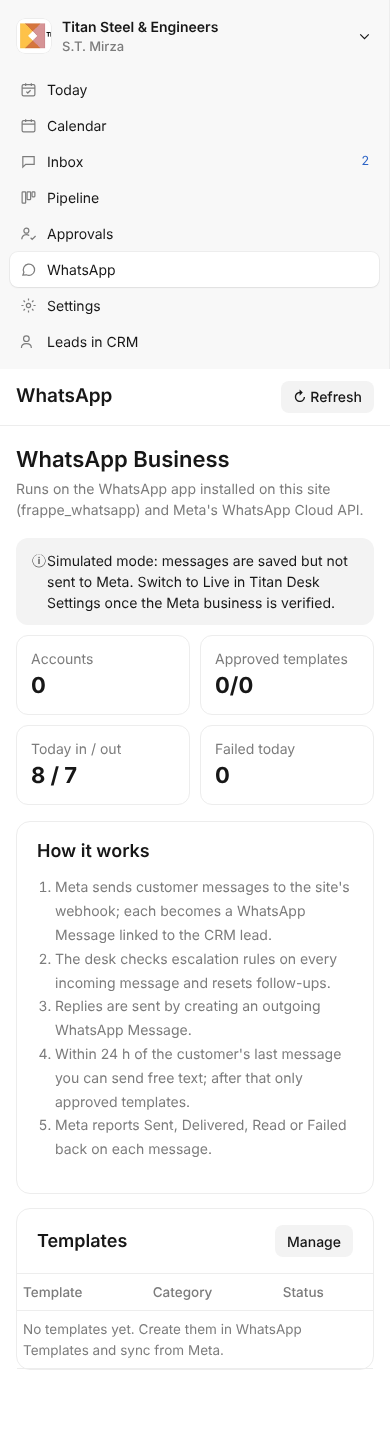 Titan Steel & Engineers
S.T. Mirza
Today
Calendar
Inbox 2
Pipeline
Approvals
WhatsApp
Settings
Leads in CRM
WhatsApp
Refresh
WhatsApp Business
Runs on the WhatsApp app installed on this site
(frappe_whatsapp) and Meta's WhatsApp Cloud API.
Simulated mode: messages are saved but not
sent to Meta. Switch to Live in Titan Desk
Settings once the Meta business is verified.
Accounts
0
Approved templates
0/0
Today in / out
8 / 7
Failed today
0
How it works
1. Meta sends customer messages to the site's
webhook; each becomes a WhatsApp
Message linked to the CRM lead.
2. The desk checks escalation rules on every
incoming message and resets follow-ups.
3. Replies are sent by creating an outgoing
WhatsApp Message.
4. Within 24 h of the customer's last message
you can send free text; after that only
approved templates.
5. Meta reports Sent, Delivered, Read or Failed
back on each message.
Templates
Manage
Template Category Status
No templates yet. Create them in WhatsApp
Templates and sync from Meta.